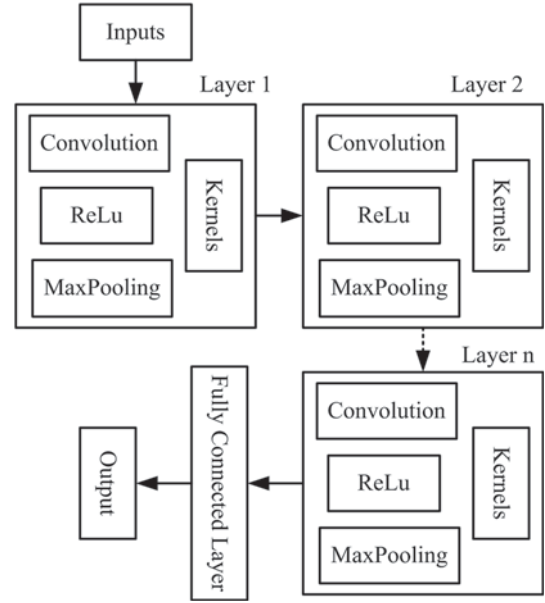 Inputs
Layer 1
Convolution
ReLu
MaxPooling
Kernels
Layer 2
Convolution
ReLu
MaxPooling
Kernels
Layer n
Convolution
ReLu
MaxPooling
Kernels
Fully Connected Layer
Output